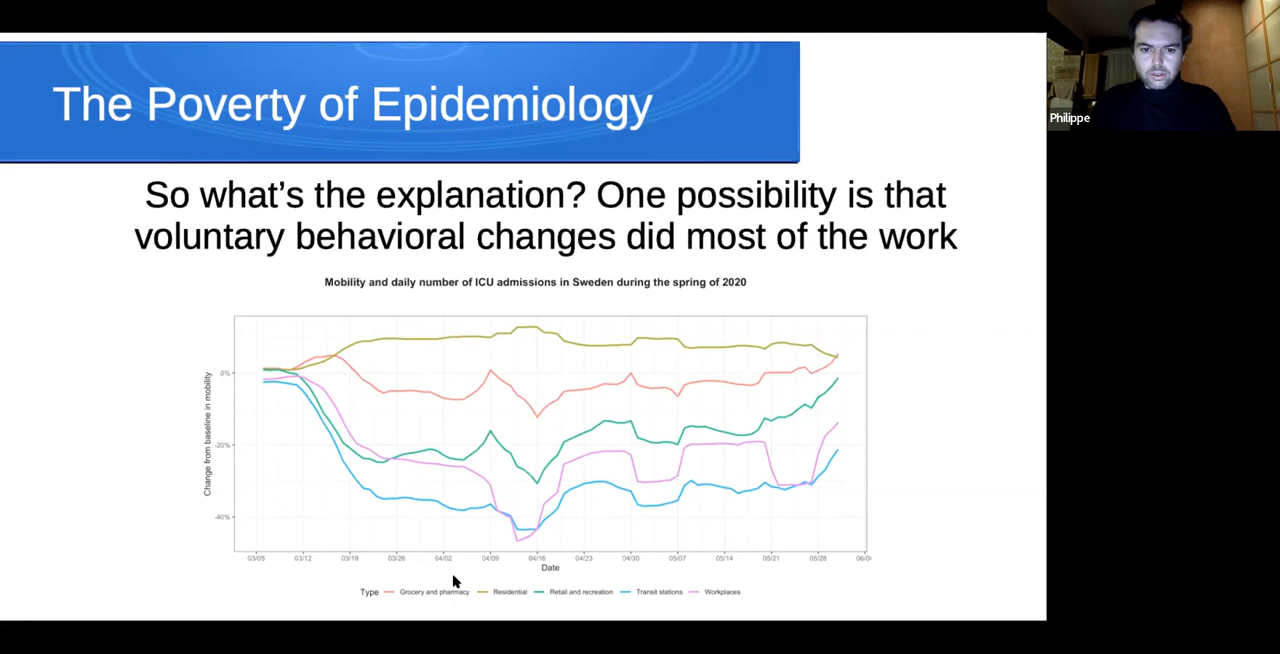 The Poverty of Epidemiology
Philippe
So what's the explanation? One possibility is that
voluntary behavioral changes did most of the work
Mobility and daily number of ICU admissions in Sweden during the spring of 2020
Change from baseline in mobility
0%
-20%
-40%
03/05 03/12 03/19 03/26 04/02 04/09 04/16 04/23 04/30 05/07 05/14 05/21 05/28
Date
Type Grocery and pharmacy Residential Retail and recreation Transit stations Workplaces